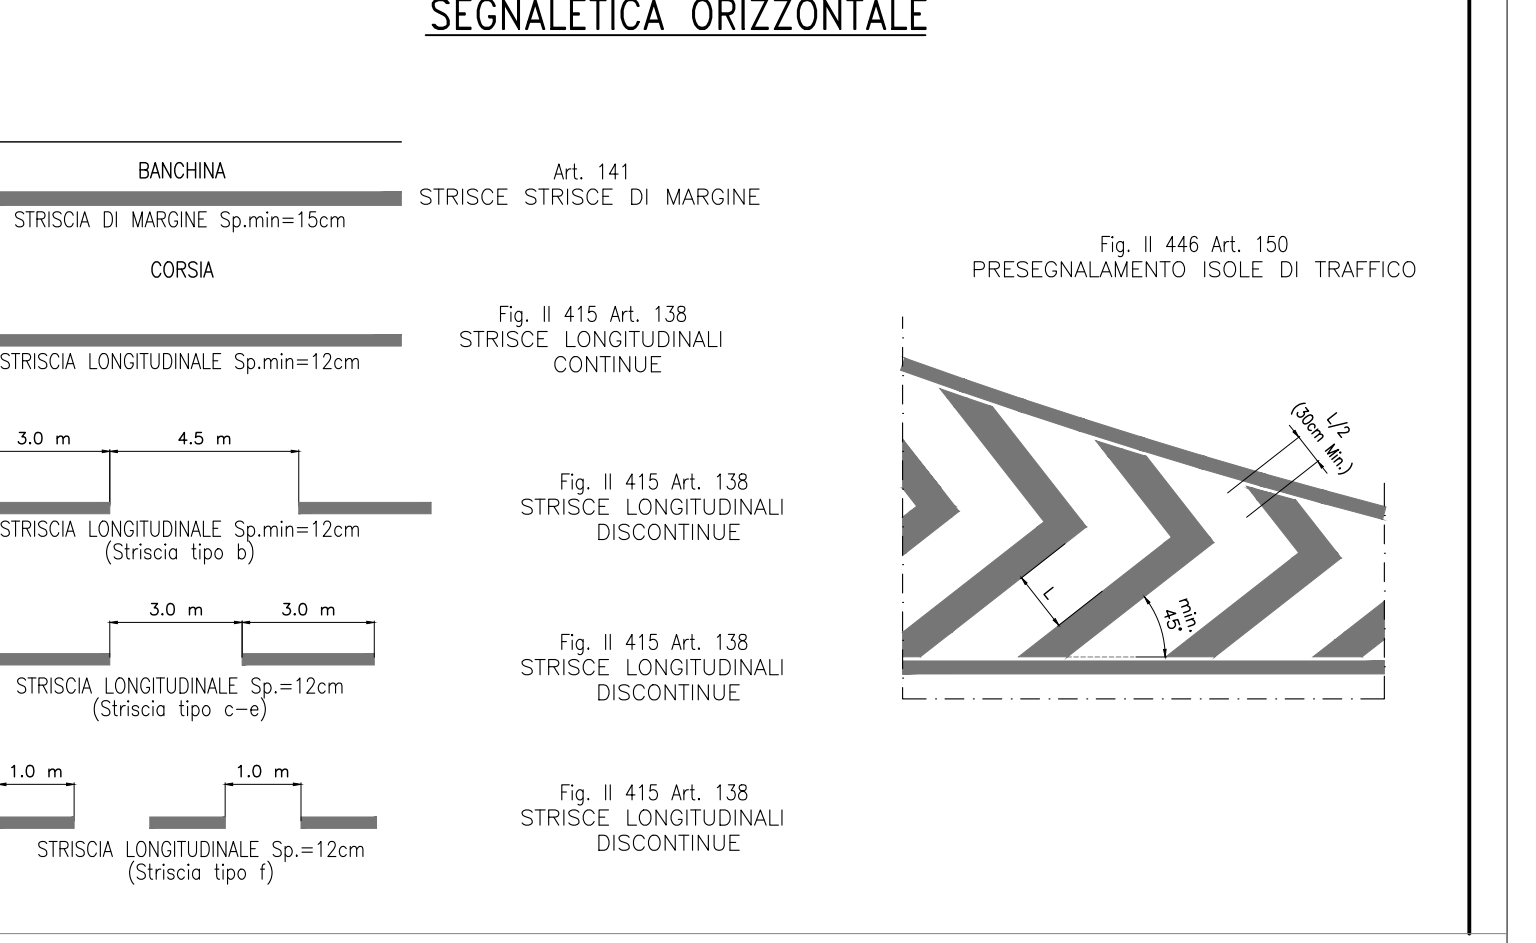 SEGNALETICA ORIZZONTALE
BANCHINA
STRISCIA DI MARGINE Sp.min=15cm
CORSIA
Art. 141
STRISCE STRISCE DI MARGINE
STRISCIA LONGITUDINALE Sp.min=12cm
Fig. II 415 Art. 138
STRISCE LONGITUDINALI
CONTINUE
3.0 m
4.5 m
STRISCIA LONGITUDINALE Sp.min=12cm
(Striscia tipo b)
Fig. II 415 Art. 138
STRISCE LONGITUDINALI
DISCONTINUE
3.0 m
3.0 m
STRISCIA LONGITUDINALE Sp.=12cm
(Striscia tipo c-e)
Fig. II 415 Art. 138
STRISCE LONGITUDINALI
DISCONTINUE
1.0 m
1.0 m
STRISCIA LONGITUDINALE Sp.=12cm
(Striscia tipo f)
Fig. II 415 Art. 138
STRISCE LONGITUDINALI
DISCONTINUE
Fig. II 446 Art. 150
PRESEGNALAMENTO ISOLE DI TRAFFICO
L/2
(30cm Min.)
L
min.
45°